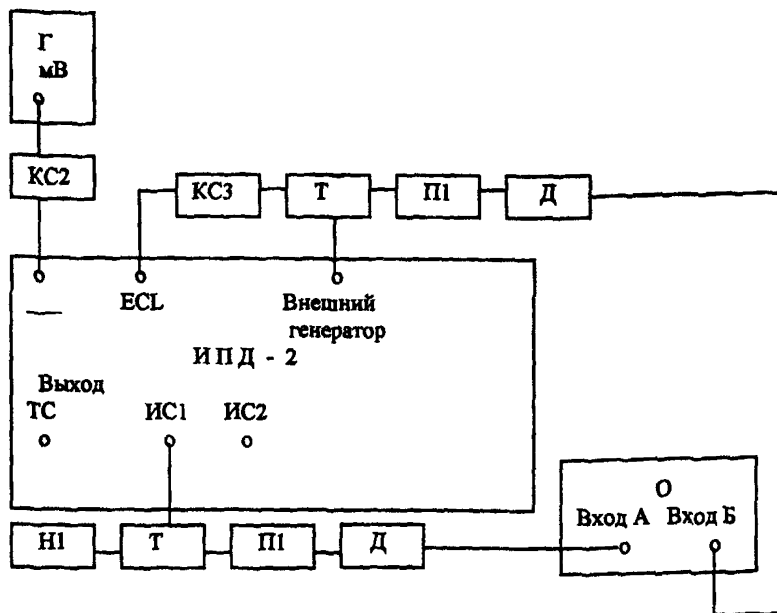 Г
мВ
КС2
КС3
Т
П1
Д
ECL
Внешний
генератор
ИПД - 2
Выход
ТС
ИС1
ИС2
О
Вход А
Вход Б
Н1
Т
П1
Д